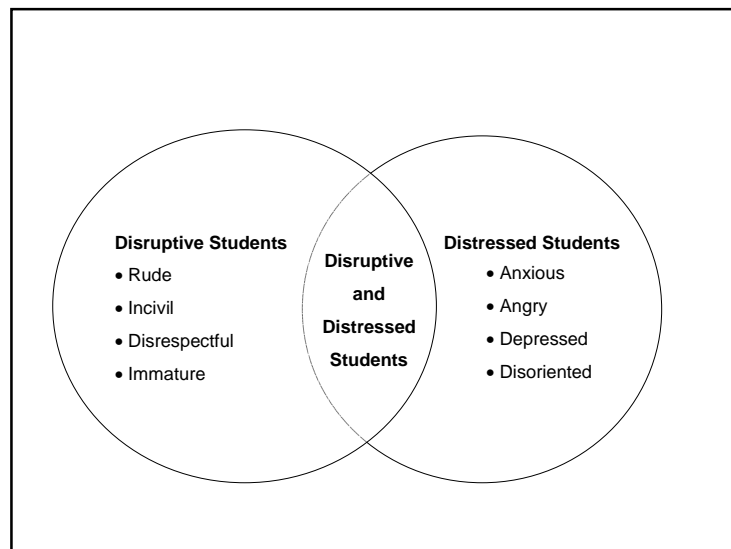 Disruptive Students
• Rude
• Incivil
• Disrespectful
• Immature
Disruptive
and
Distressed
Students
Distressed Students
• Anxious
• Angry
• Depressed
• Disoriented